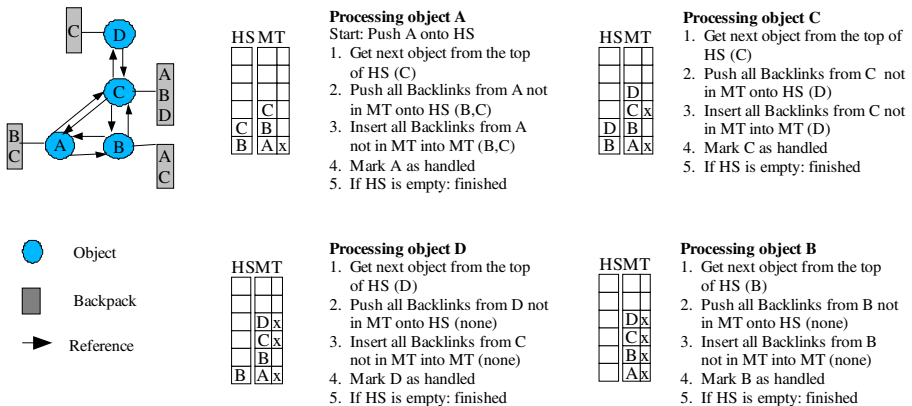 C
D
C
A
B
D
B
C
A
B
A
C
Object
Backpack
Reference
HS MT
C
C B
B A x
Processing object A
Start: Push A onto HS
1. Get next object from the top
of HS (C)
2. Push all Backlinks from A not
in MT onto HS (B,C)
3. Insert all Backlinks from A
not in MT into MT (B,C)
4. Mark A as handled
5. If HS is empty: finished
HS MT
D
C x
D B
B A x
Processing object C
1. Get next object from the top of
HS (C)
2. Push all Backlinks from C not
in MT onto HS (D)
3. Insert all Backlinks from C not
in MT into MT (D)
4. Mark C as handled
5. If HS is empty: finished
HS MT
D x
C x
B
B A x
Processing object D
1. Get next object from the top
of HS (D)
2. Push all Backlinks from D not
in MT onto HS (none)
3. Insert all Backlinks from C
not in MT into MT (none)
4. Mark D as handled
5. If HS is empty: finished
HS MT
D x
C x
B x
A x
Processing object B
1. Get next object from the top
of HS (B)
2. Push all Backlinks from B not
in MT onto HS (none)
3. Insert all Backlinks from B
not in MT into MT (none)
4. Mark B as handled
5. If HS is empty: finished